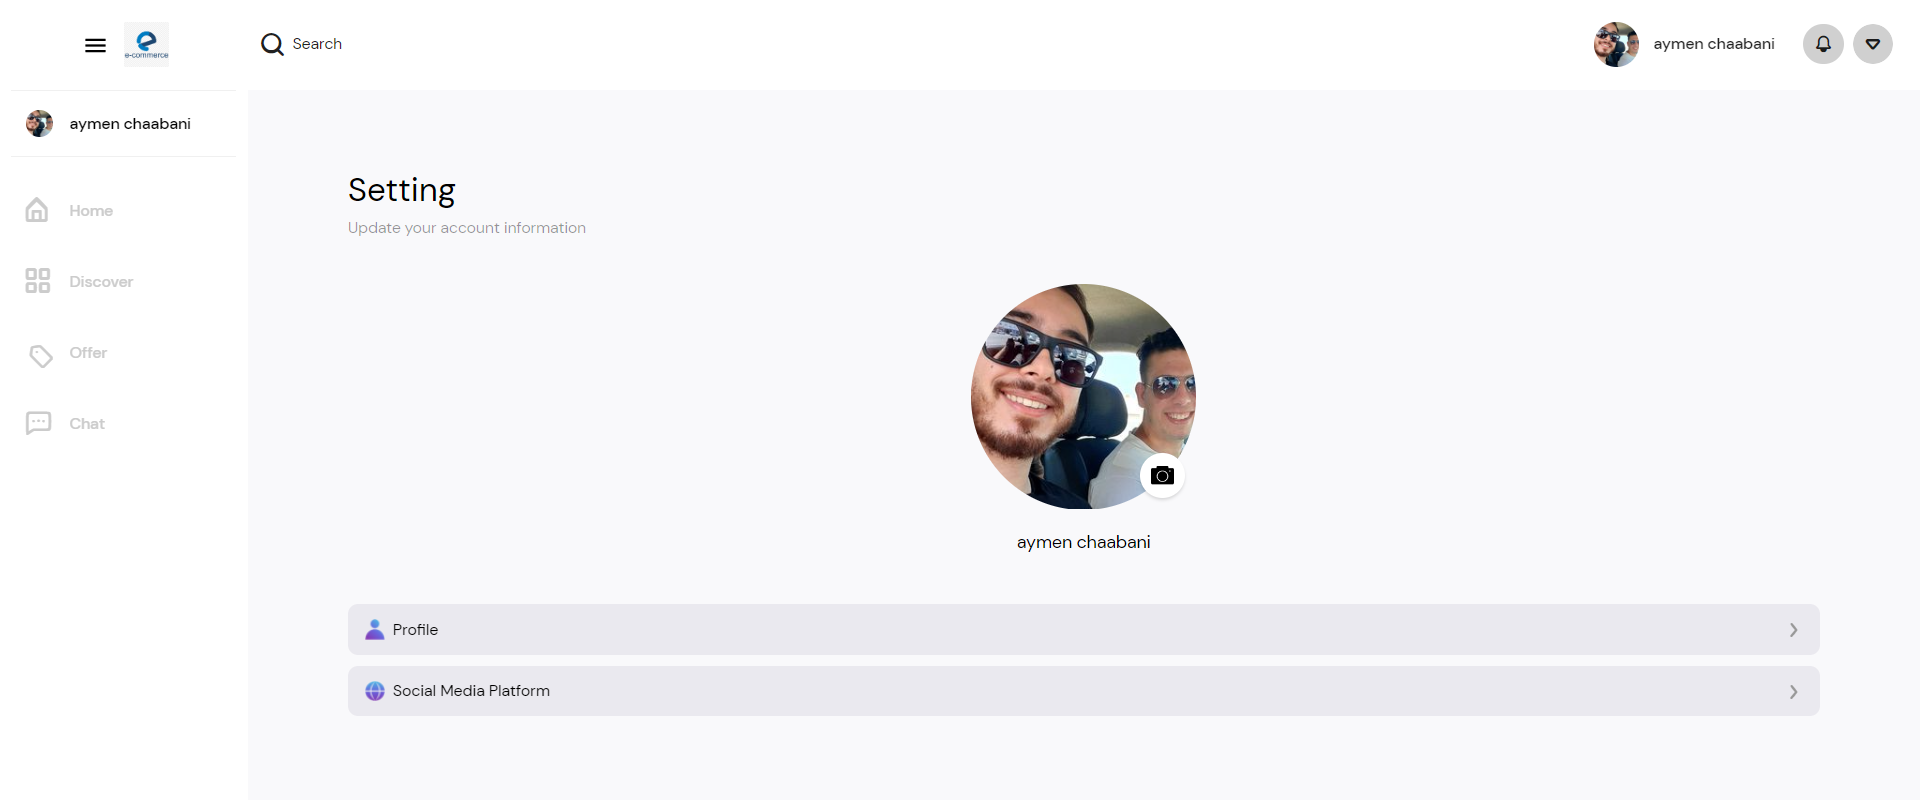 e-commerce
Search
aymen chaabani
aymen chaabani
Home
Discover
Offer
Chat
Setting
Update your account information
aymen chaabani
Profile
Social Media Platform